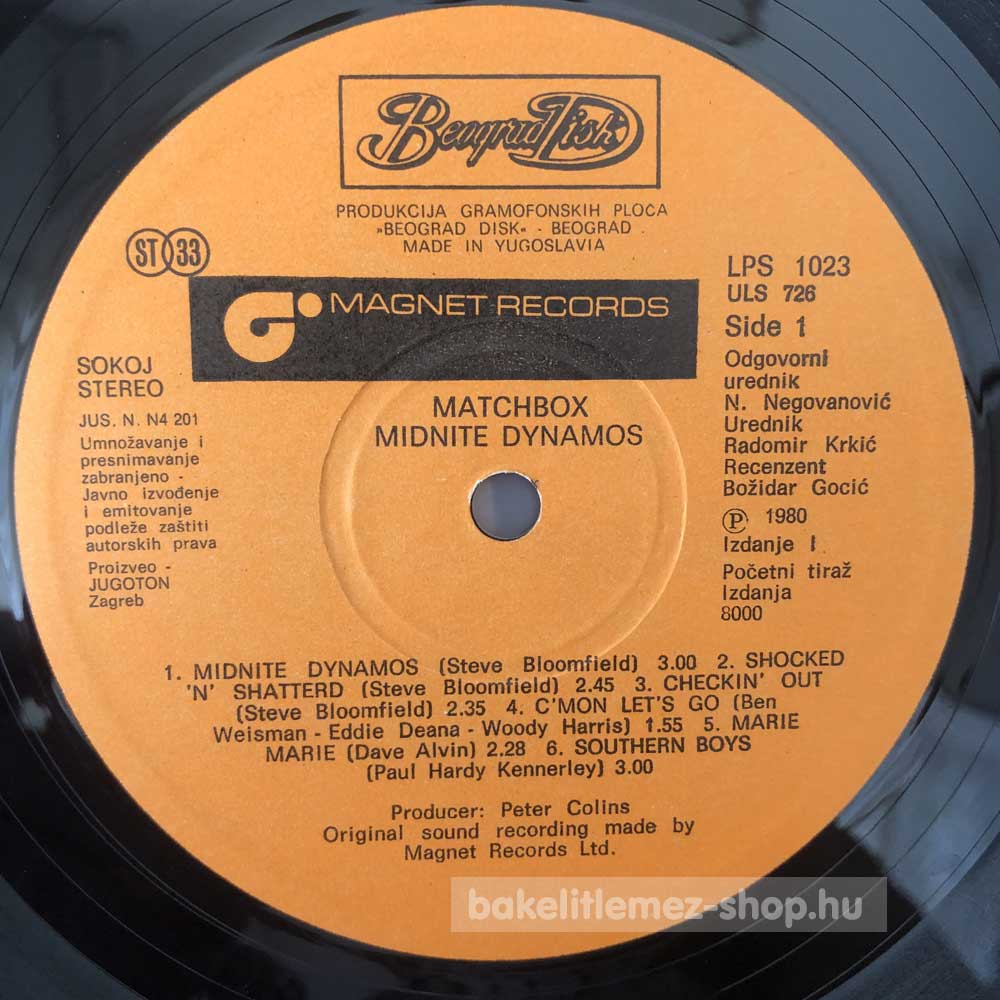 Beograd Disk
PRODUKCIJA GRAMOFONSKIH PLOCA
»BEOGRAD DISK« - BEOGRAD .
MADE IN YUGOSLAVIA
ST 33
MAGNET RECORDS
LPS 1023
ULS 726
Side 1
SOKOJ
STEREO
JUS. N. N4 201
Umnožavanje i
presnimavanje
zabranjeno -
Javno izvođenje
i emitovanje
podleže zaštiti
autorskih prava
Proizveo -
JUGOTON
Zagreb
MATCHBOX
MIDNITE DYNAMOS
Odgovorni
urednik
N. Negovanović
Urednik
Radomir Krkić
Recenzent
Božidar Gocić
Ⓟ 1980
Izdanje I
Početni tiraž
Izdanja
8000
1. MIDNITE DYNAMOS (Steve Bloomfield) 3.00 2. SHOCKED
'N' SHATTERD (Steve Bloomfield) 2.45 3. CHECKIN' OUT
(Steve Bloomfield) 2.35 4. C'MON LET'S GO (Ben
Weisman - Eddie Deana - Woody Harris) 1.55 5. MARIE
MARIE (Dave Alvin) 2.28 6. SOUTHERN BOYS
(Paul Hardy Kennerley) 3.00
Producer: Peter Colins
Original sound recording made by
Magnet Records Ltd.
bakelitlemez-shop.hu